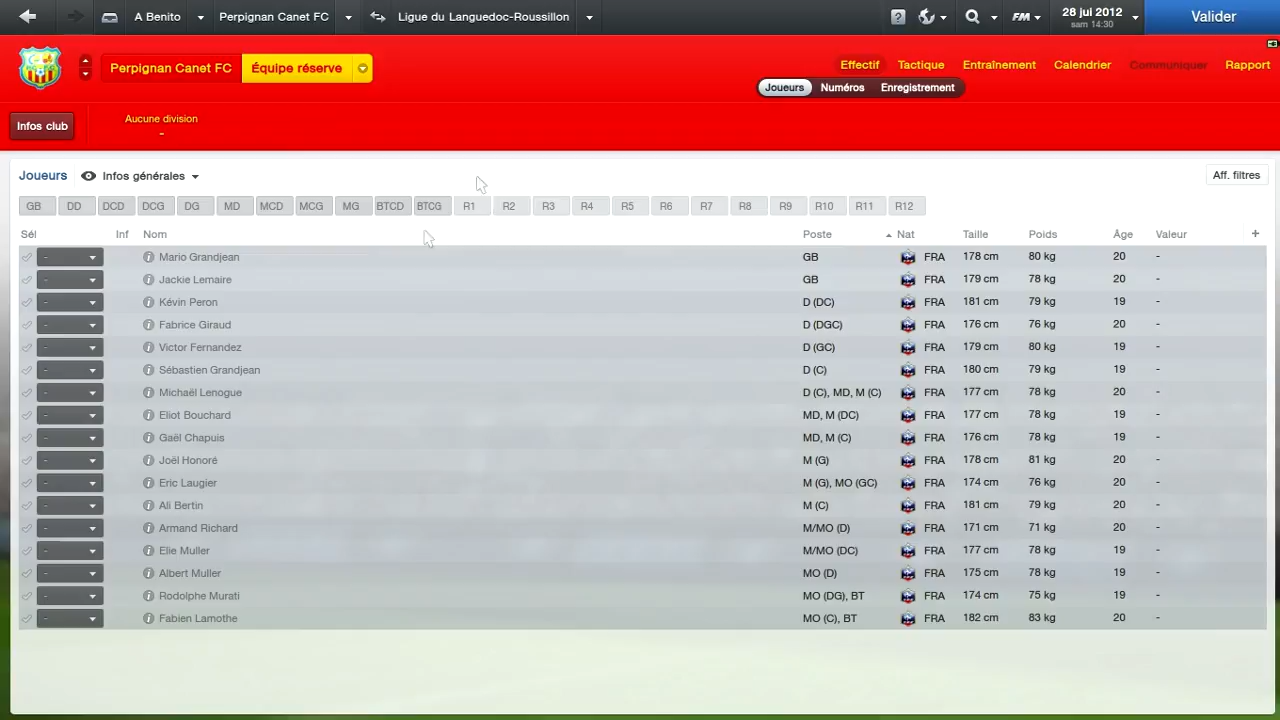 A Benito Perpignan Canet FC Ligue du Languedoc-Roussillon ? FM 28 jui 2012 Valider
sam 14:30
Perpignan Canet FC Équipe réserve Effectif Tactique Entraînement Calendrier Communiquer Rapport
Joueurs Numéros Enregistrement
Infos club Aucune division
-
Joueurs Infos générales Aff. filtres
GB DD DCD DCG DG MD MCD MCG MG BTCD BTCG R1 R2 R3 R4 R5 R6 R7 R8 R9 R10 R11 R12
Sél Inf Nom Poste Nat Taille Poids Âge Valeur +
- Mario Grandjean GB FRA 178 cm 80 kg 20 -
- Jackie Lemaire GB FRA 179 cm 78 kg 20 -
- Kévin Peron D (DC) FRA 181 cm 79 kg 19 -
- Fabrice Giraud D (DGC) FRA 176 cm 76 kg 20 -
- Victor Fernandez D (GC) FRA 179 cm 80 kg 19 -
- Sébastien Grandjean D (C) FRA 180 cm 79 kg 19 -
- Michaël Lenogue D (C), MD, M (C) FRA 177 cm 78 kg 20 -
- Eliot Bouchard MD, M (DC) FRA 177 cm 78 kg 19 -
- Gaël Chapuis MD, M (C) FRA 176 cm 78 kg 19 -
- Joël Honoré M (G) FRA 178 cm 81 kg 20 -
- Eric Laugier M (G), MO (GC) FRA 174 cm 76 kg 20 -
- Ali Bertin M (C) FRA 181 cm 79 kg 20 -
- Armand Richard M/MO (D) FRA 171 cm 71 kg 20 -
- Elie Muller M/MO (DC) FRA 177 cm 78 kg 19 -
- Albert Muller MO (D) FRA 175 cm 78 kg 19 -
- Rodolphe Murati MO (DG), BT FRA 174 cm 75 kg 19 -
- Fabien Lamothe MO (C), BT FRA 182 cm 83 kg 20 -